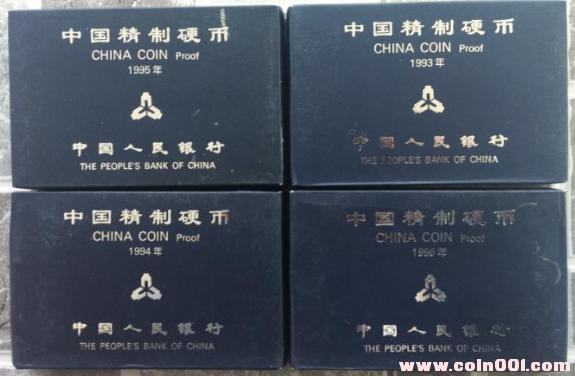 中国精制硬币
CHINA COIN Proof
1995年
中国人民银行
THE PEOPLE'S BANK OF CHINA
中国精制硬币
CHINA COIN Proof
1993年
中国人民银行
THE PEOPLE'S BANK OF CHINA
中国精制硬币
CHINA COIN Proof
1994年
中国人民银行
THE PEOPLE'S BANK OF CHINA
中国精制硬币
CHINA COIN Proof
1996年
中国人民银行
THE PEOPLE'S BANK OF CHINA
www.coin001.com